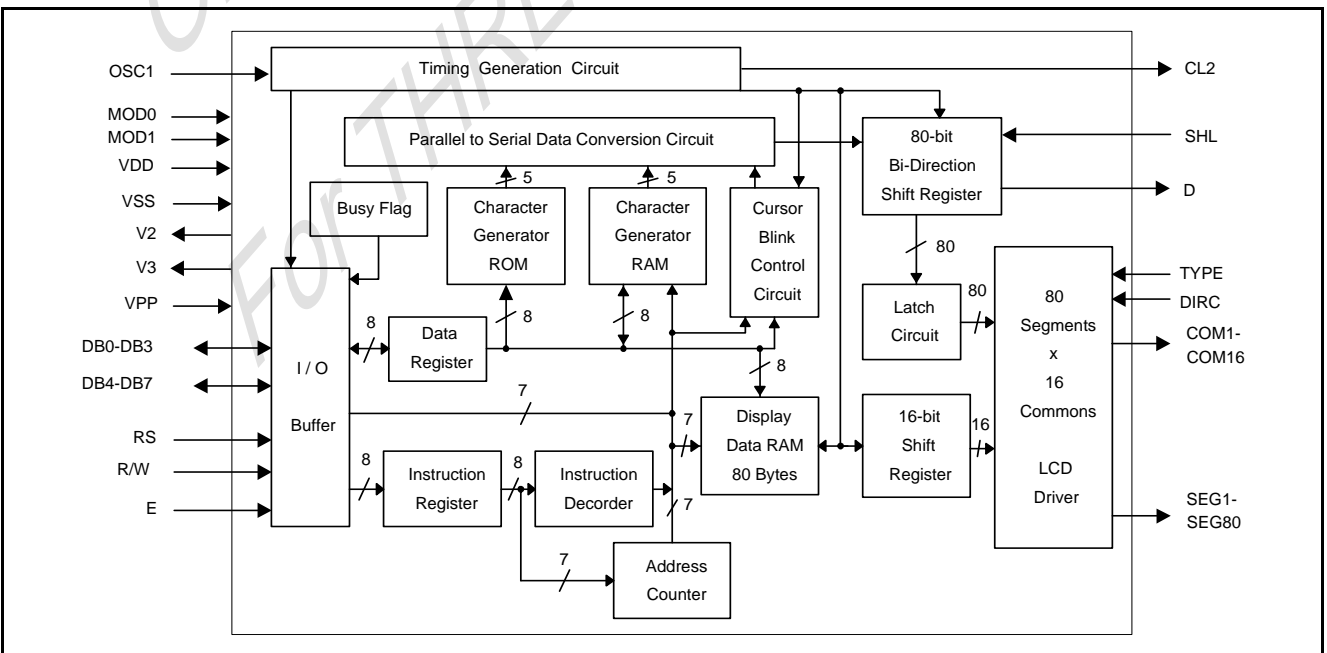 For THRE
OSC1
MOD0
MOD1
VDD
VSS
V2
V3
VPP
DB0-DB3
DB4-DB7
RS
R/W
E
Timing Generation Circuit
Parallel to Serial Data Conversion Circuit
5
5
Busy Flag
Character
Generator
ROM
Character
Generator
RAM
Cursor
Blink
Control
Circuit
80-bit
Bi-Direction
Shift Register
80
80
Latch
Circuit
80
Segments
x
16
Commons
LCD
Driver
I / O
Buffer
8
Data
Register
8
8
8
7
7
Display
Data RAM
80 Bytes
16-bit
Shift
Register
16
8
Instruction
Register
8
Instruction
Decorder
7
7
Address
Counter
CL2
SHL
D
TYPE
DIRC
COM1-
COM16
SEG1-
SEG80